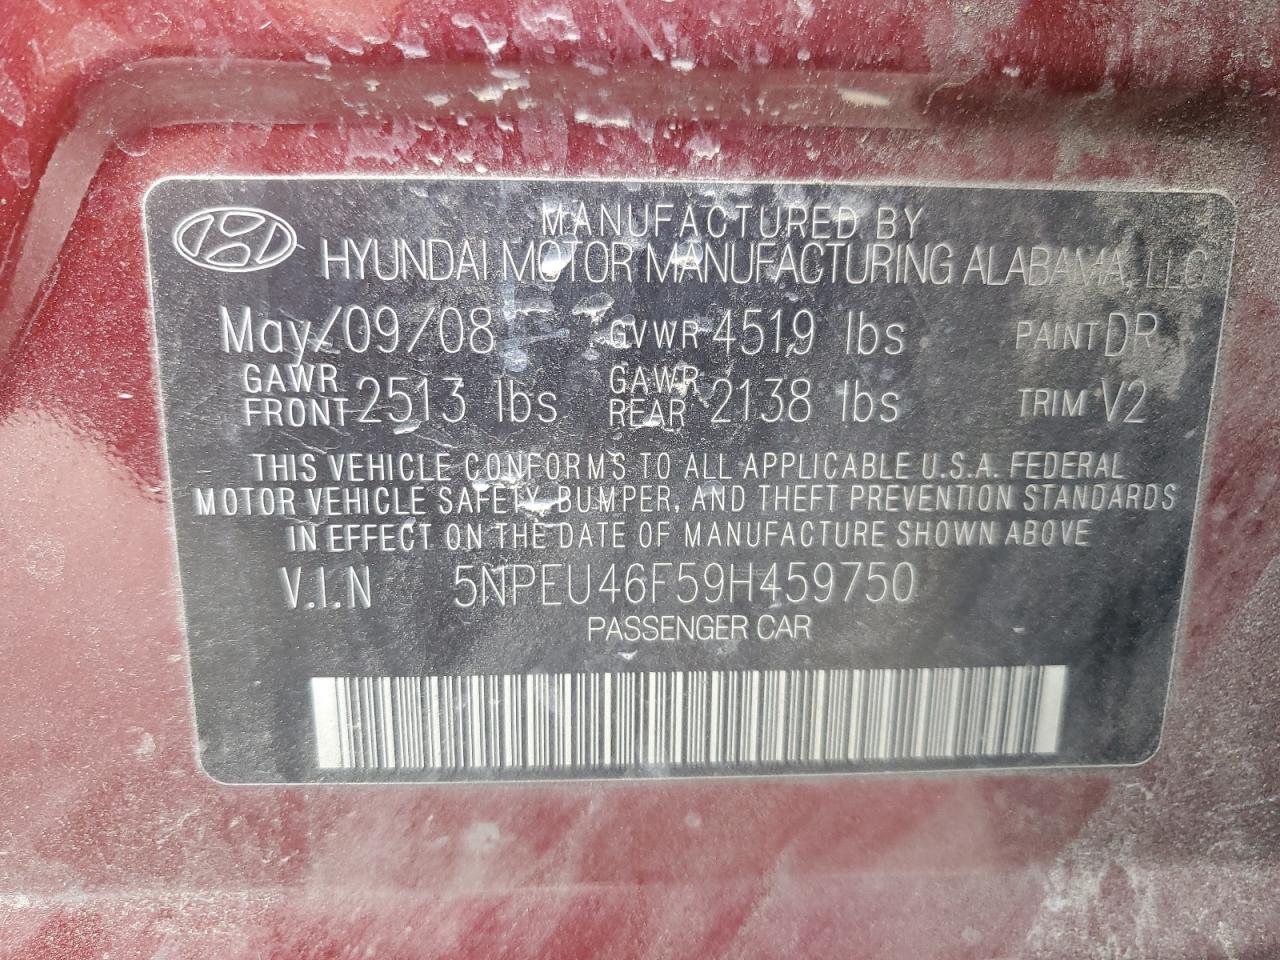 MANUFACTURED BY
HYUNDAI MOTOR MANUFACTURING ALABAMA, LLC
May/09/08 GVWR 4519 lbs PAINT DR
GAWR FRONT 2513 lbs GAWR REAR 2138 lbs TRIM V2
THIS VEHICLE CONFORMS TO ALL APPLICABLE U.S.A. FEDERAL
MOTOR VEHICLE SAFETY, BUMPER, AND THEFT PREVENTION STANDARDS
IN EFFECT ON THE DATE OF MANUFACTURE SHOWN ABOVE
V.I.N 5NPEU46F59H459750
PASSENGER CAR